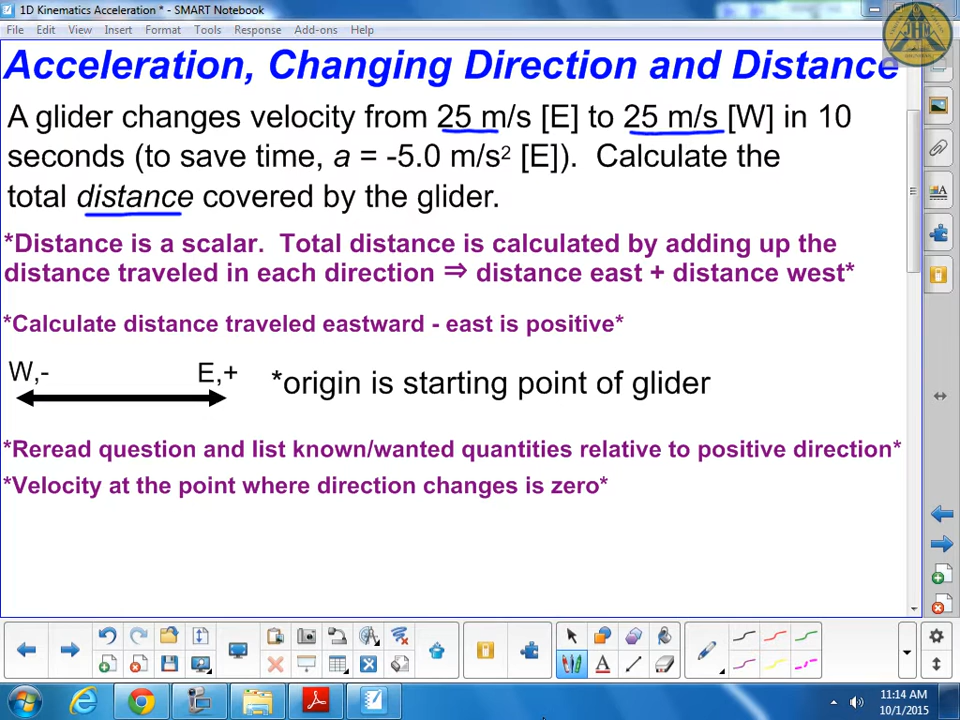 1D Kinematics Acceleration * - SMART Notebook
File Edit View Insert Format Tools Response Add-ons Help
Acceleration, Changing Direction and Distance
A glider changes velocity from 25 m/s [E] to 25 m/s [W] in 10
seconds (to save time, a = -5.0 m/s² [E]). Calculate the
total distance covered by the glider.
*Distance is a scalar. Total distance is calculated by adding up the
distance traveled in each direction ⇒ distance east + distance west*
*Calculate distance traveled eastward - east is positive*
W,- E,+
*origin is starting point of glider
*Reread question and list known/wanted quantities relative to positive direction*
*Velocity at the point where direction changes is zero*
11:14 AM
10/1/2015